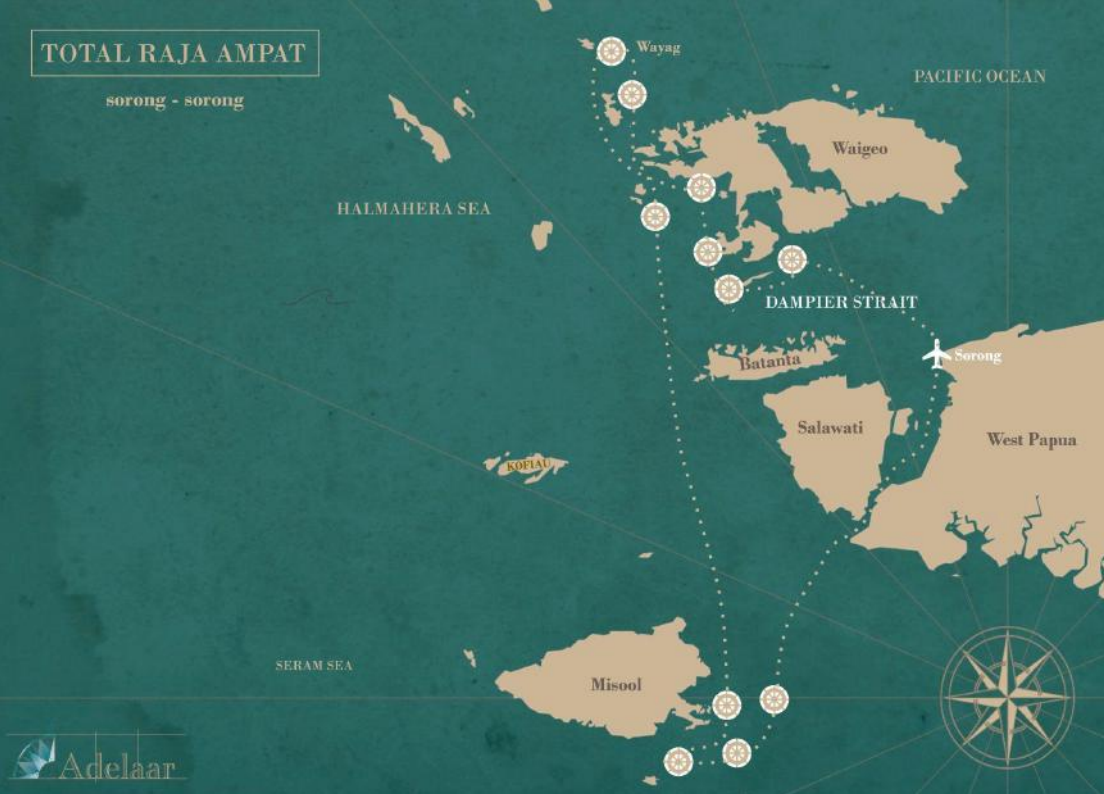 TOTAL RAJA AMPAT
sorong - sorong
Wayag
PACIFIC OCEAN
Waigeo
HALMAHERA SEA
DAMPIER STRAIT
Sorong
Batanta
Salawati
West Papua
KOFIAU
SERAM SEA
Misool
Adelaar